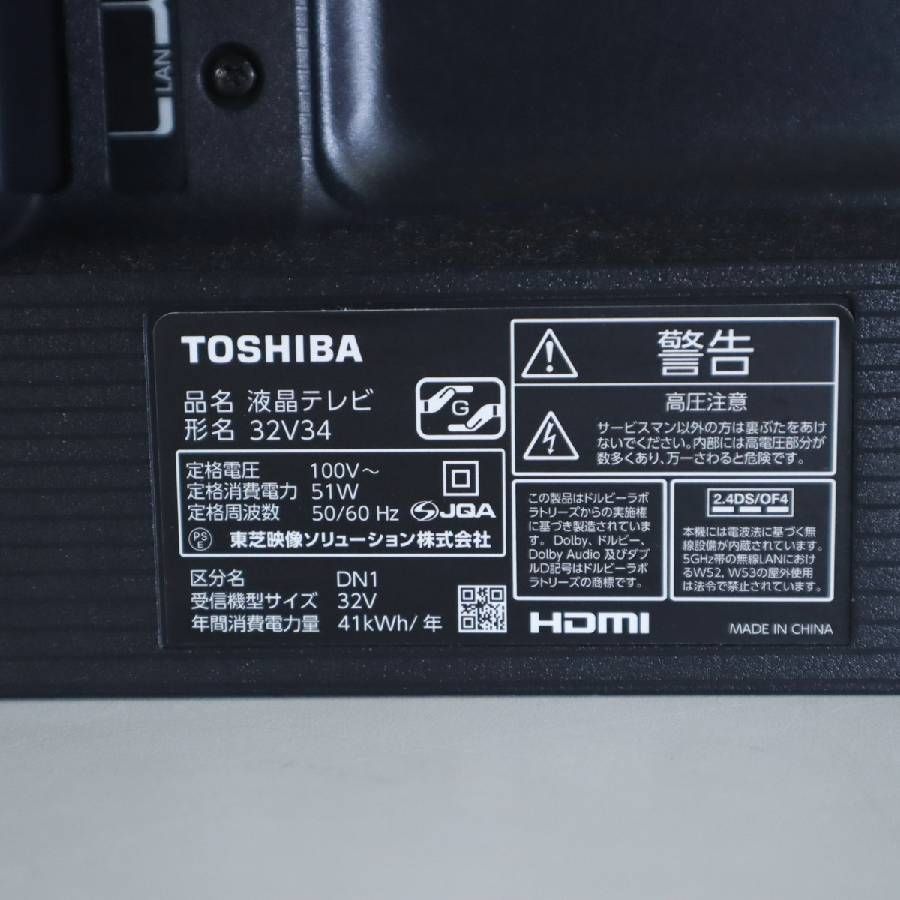 LAN
TOSHIBA
品名 液晶テレビ
形名 32V34
G
定格電圧 100V～
定格消費電力 51W
定格周波数 50/60 Hz
JQA
PS
E
東芝映像ソリューション株式会社
区分名 DN1
受信機型サイズ 32V
年間消費電力量 41kWh/年
警告
高圧注意
サービスマン以外の方は裏ぶたをあけ
ないでください。内部には高電圧部分が
数多くあり、万一さわると危険です。
この製品はドルビーラボ
ラトリーズからの実施権
に基づき製造されていま
す。Dolby、ドルビー、
Dolby Audio 及びダブ
ルD記号はドルビーラボ
ラトリーズの商標です。
2.4DS/OF4
本機には電波法に基づく無
線設備が内蔵されています。
5GHz帯の無線LANにおけ
るW52、W53の屋外使用
は法令で禁止されています。
HDMI
MADE IN CHINA